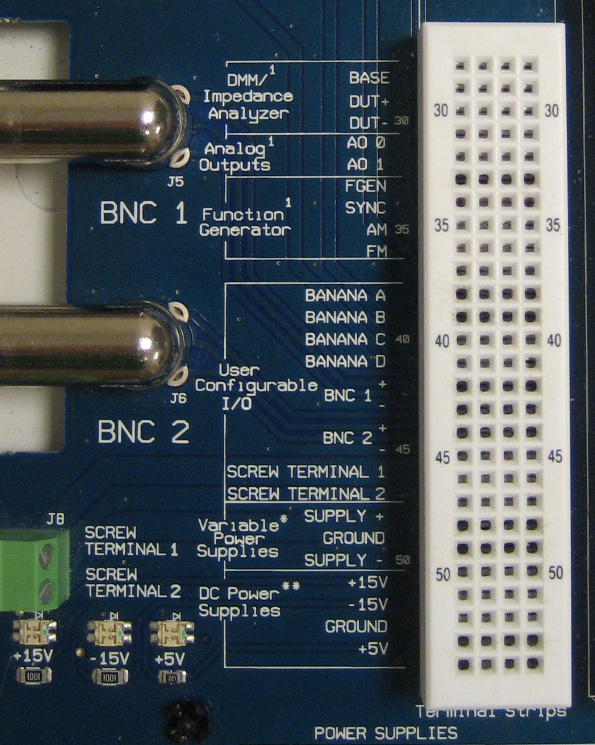 DMM/1
Impedance
Analyzer
BASE
DUT+
DUT- 30
Analog1
Outputs
AO 0
AO 1
J5
BNC 1
Function1
Generator
FGEN
SYNC
AM 35
FM
BANANA A
BANANA B
BANANA C 40
BANANA D
User
Configurable
I/O
BNC 1 +
-
BNC 2 +
- 45
J6
BNC 2
SCREW TERMINAL 1
SCREW TERMINAL 2
Variable*
Power
Supplies
SUPPLY +
GROUND
SUPPLY - 50
DC Power**
Supplies
+15V
-15V
GROUND
+5V
J8
SCREW
TERMINAL 1
SCREW
TERMINAL 2
+15V -15V +5V
1001 1001 221
30 30
35 35
40 40
45 45
50 50
Terminal Strips
POWER SUPPLIES